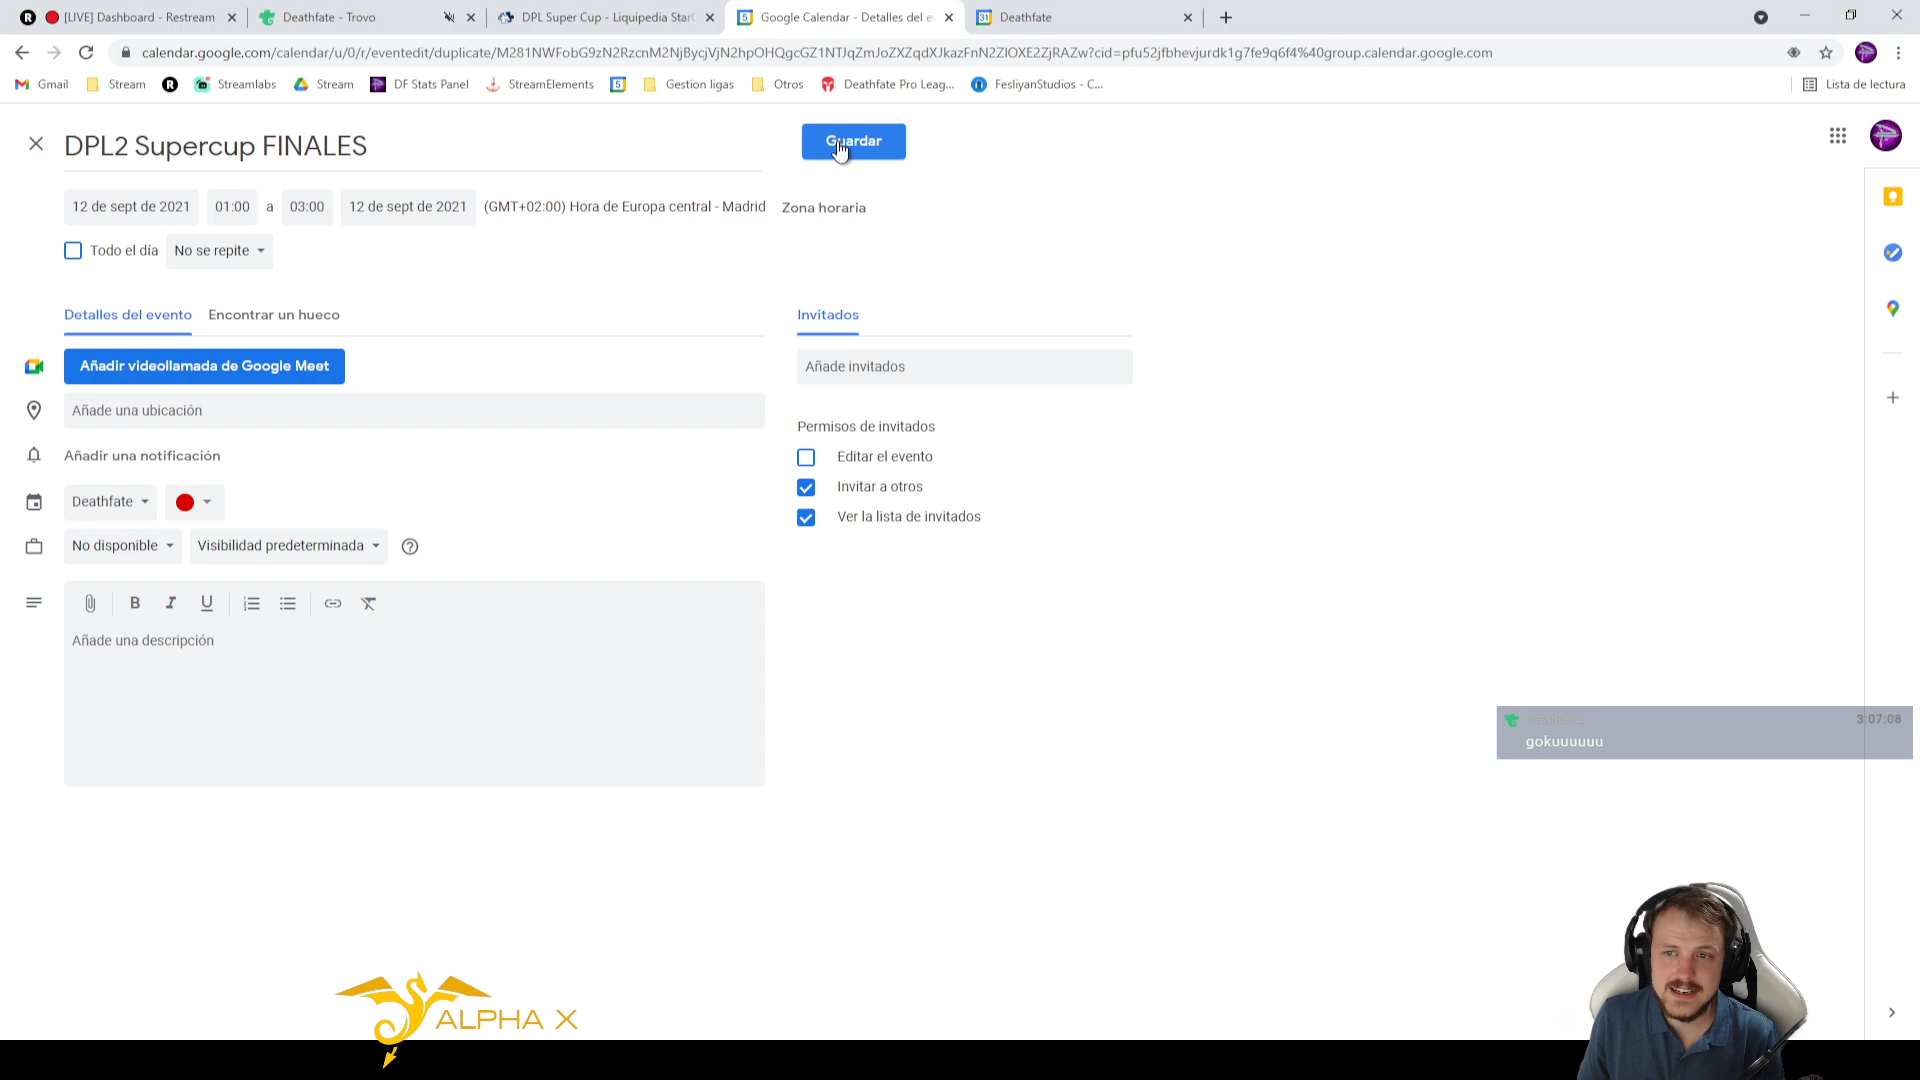 [LIVE] Dashboard - Restream
Deathfate - Trovo
DPL Super Cup - Liquipedia Star
Google Calendar - Detalles del e
Deathfate
calendar.google.com/calendar/u/0/r/eventedit/duplicate/M281NWFobG9zN2RzcnM2NjBycjVjN2hpOHQgcGZ1NTJqZmJoZXZqdXJkazFnN2ZlOXE2ZjRAZw?cid=pfu52jfbhevjurdk1g7fe9q6f4%40group.calendar.google.com
Gmail
Stream
Streamlabs
Stream
DF Stats Panel
StreamElements
Gestion ligas
Otros
Deathfate Pro Leag...
FesliyanStudios - C...
Lista de lectura
DPL2 Supercup FINALES
Guardar
12 de sept de 2021 01:00 a 03:00 12 de sept de 2021 (GMT+02:00) Hora de Europa central - Madrid Zona horaria
Todo el día No se repite
Detalles del evento Encontrar un hueco
Invitados
Añadir videollamada de Google Meet
Añade invitados
Añade una ubicación
Permisos de invitados
Añadir una notificación
Editar el evento
Deathfate
Invitar a otros
Ver la lista de invitados
No disponible Visibilidad predeterminada
B I U
Añade una descripción
3:07:08
gokuuuuuu
ALPHA X